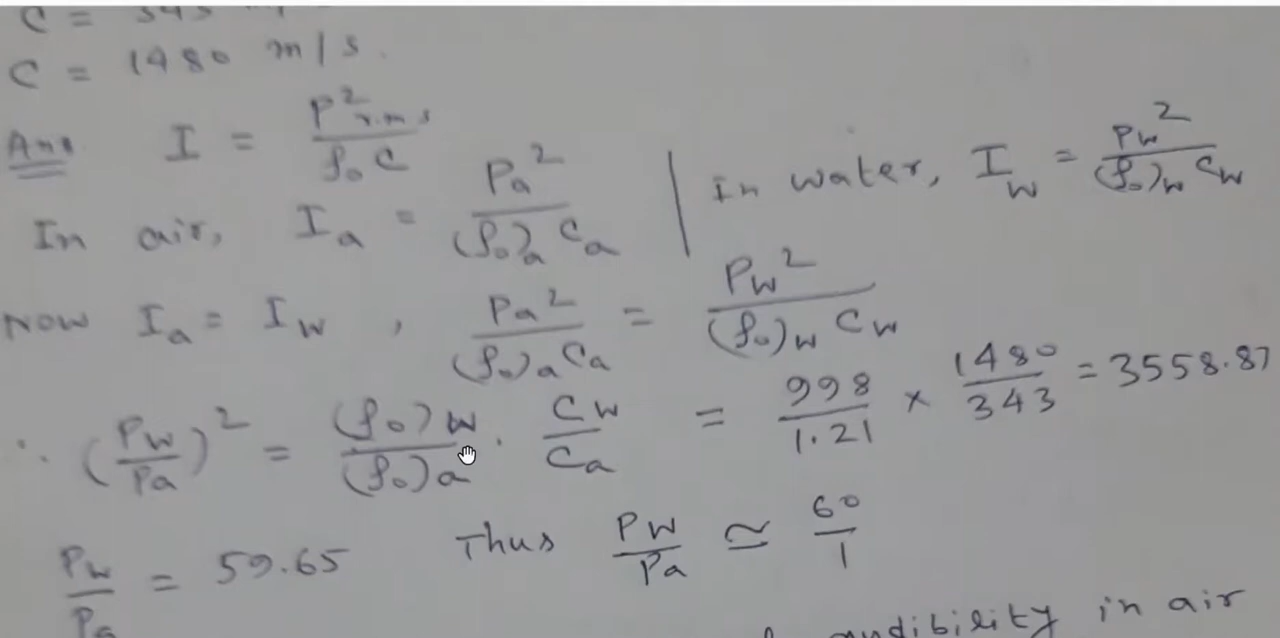 C = 343
C = 1480 m/s.
Ans I = P²r.m.s / ρ₀C
In air, Iₐ = Pₐ² / (ρ₀)ₐ Cₐ | In water, I_w = P_w² / (ρ₀)_w C_w
Now Iₐ = I_w , Pₐ² / (ρ₀)ₐ Cₐ = P_w² / (ρ₀)_w C_w
∴ (P_w / Pₐ)² = (ρ₀)_w / (ρ₀)ₐ · C_w / Cₐ = 998 / 1.21 × 1480 / 343 = 3558.87
P_w / Pₐ = 59.65 Thus P_w / Pₐ ≃ 60 / 1
audibility in air